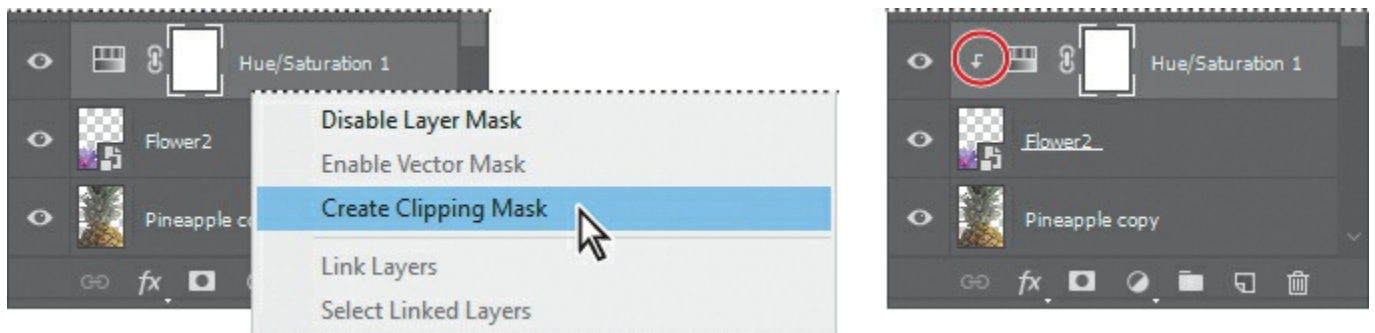 Hue/Saturation 1
Flower2
Pineapple co
Disable Layer Mask
Enable Vector Mask
Create Clipping Mask
Link Layers
Select Linked Layers
fx
Hue/Saturation 1
Flower2
Pineapple copy
fx